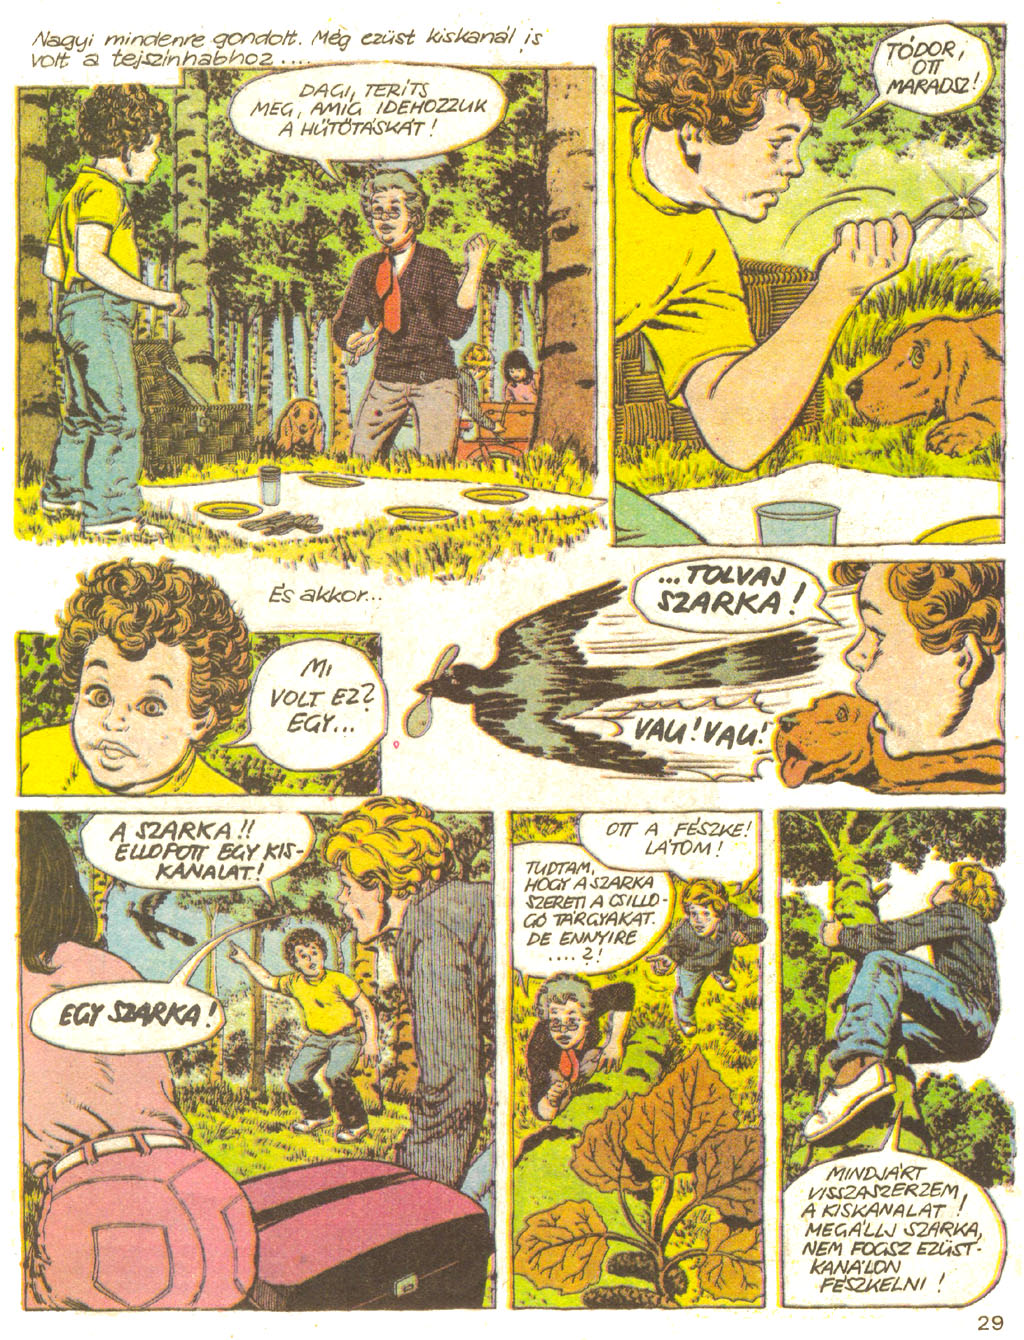 Nagyi mindenre gondolt. Még ezüst kiskanál is
volt a tejszínhabhoz....
DAGI, TERÍTS
MEG, AMIG IDEHOZZUK
A HŰTŐTÁSKÁT!
TÓDOR,
OTT
MARADSZ!
És akkor...
MI
VOLT EZ?
EGY...
...TOLVAJ
SZARKA!
VAU! VAU!
A SZARKA!!
ELLOPOTT EGY KIS-
KANALAT!
EGY SZARKA!
OTT A FÉSZKE!
LÁTOM!
TUDTAM,
HOGY A SZARKA
SZERETI A CSILLO-
GÓ TÁRGYAKAT.
DE ENNYIRE
....?!
MINDJÁRT
VISSZASZERZEM
A KISKANALAT!
MEGÁLLJ SZARKA,
NEM FOGSZ EZÜST-
KANÁLON
FÉSZKELNI!
29